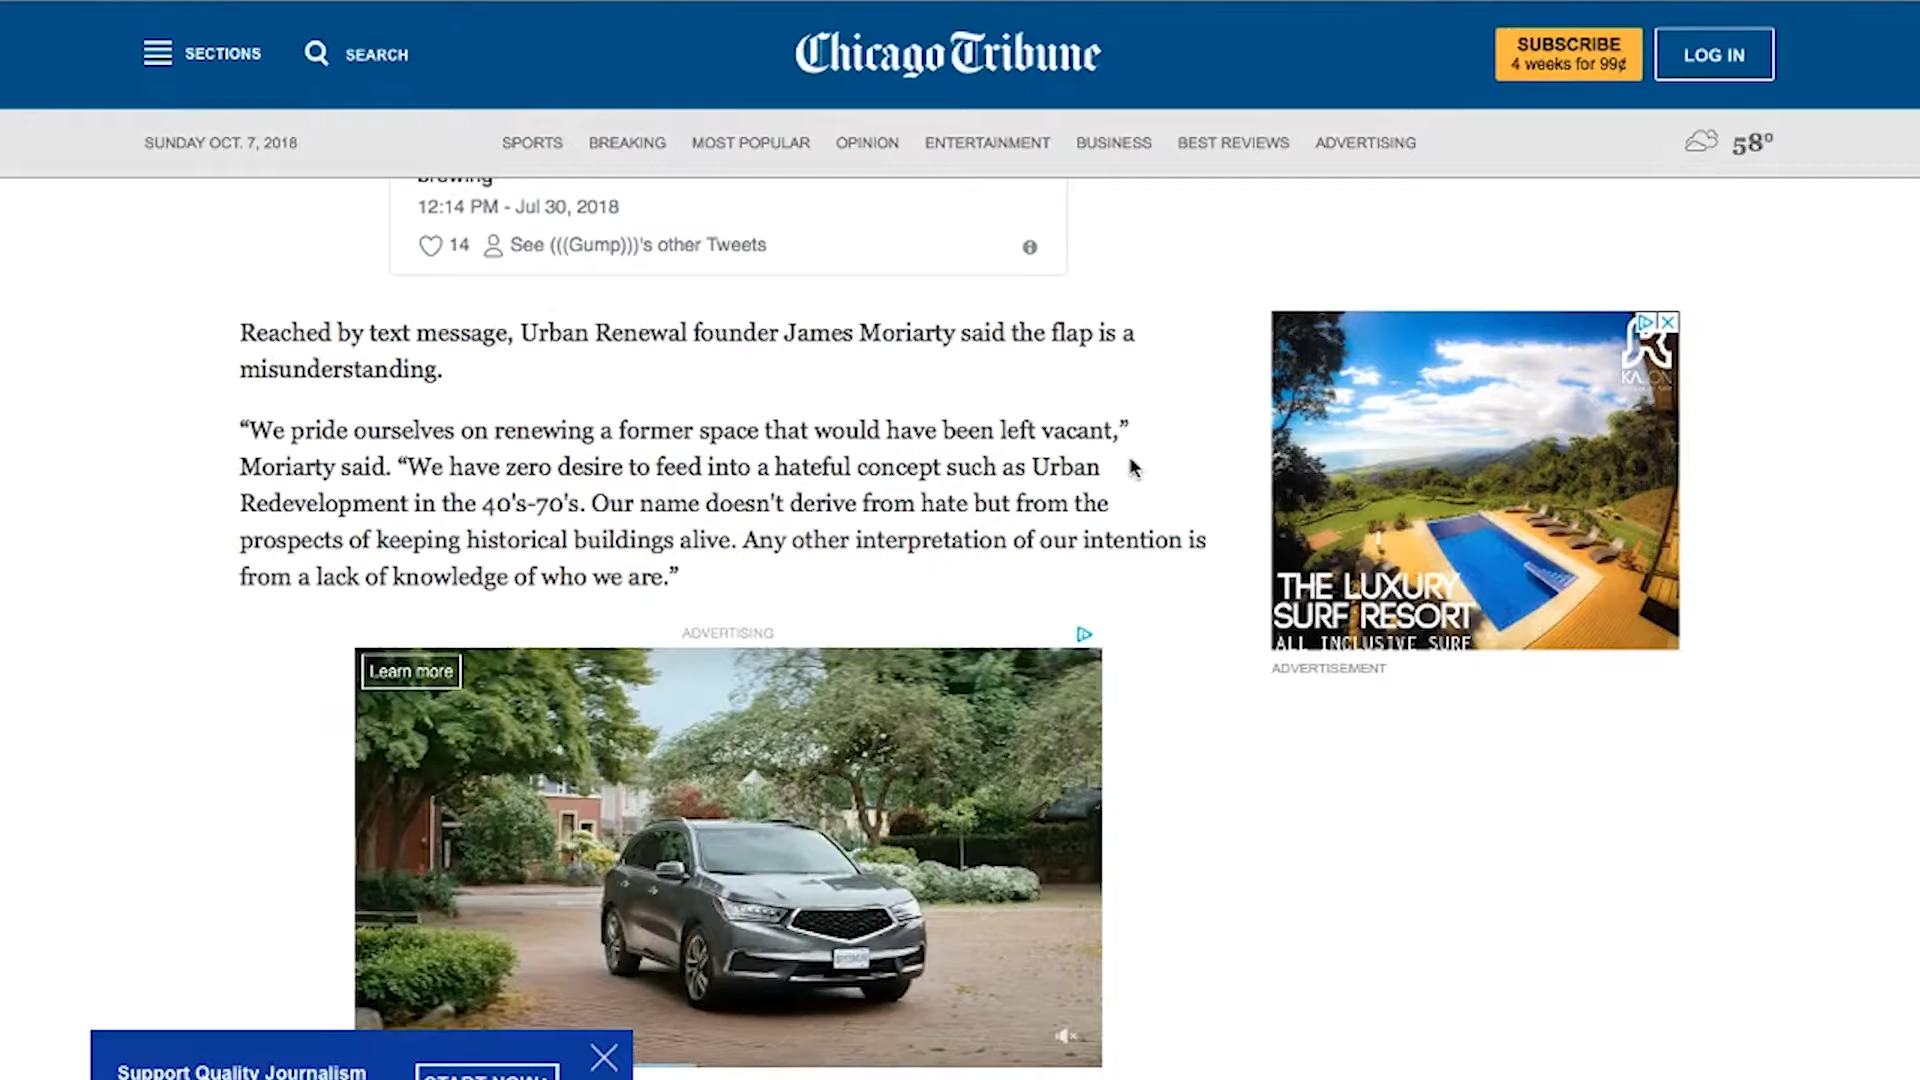 SECTIONS
SEARCH
Chicago Tribune
SUBSCRIBE
4 weeks for 99¢
LOG IN
SUNDAY OCT. 7, 2018
SPORTS BREAKING MOST POPULAR OPINION ENTERTAINMENT BUSINESS BEST REVIEWS ADVERTISING
58°
brewing
12:14 PM - Jul 30, 2018
14 See (((Gump)))'s other Tweets
Reached by text message, Urban Renewal founder James Moriarty said the flap is a
misunderstanding.
“We pride ourselves on renewing a former space that would have been left vacant,”
Moriarty said. “We have zero desire to feed into a hateful concept such as Urban
Redevelopment in the 40's-70's. Our name doesn't derive from hate but from the
prospects of keeping historical buildings alive. Any other interpretation of our intention is
from a lack of knowledge of who we are.”
KALON
THE LUXURY
SURF RESORT
ALL INCLUSIVE SURF
ADVERTISEMENT
ADVERTISING
Learn more
Support Quality Journalism
START NOW